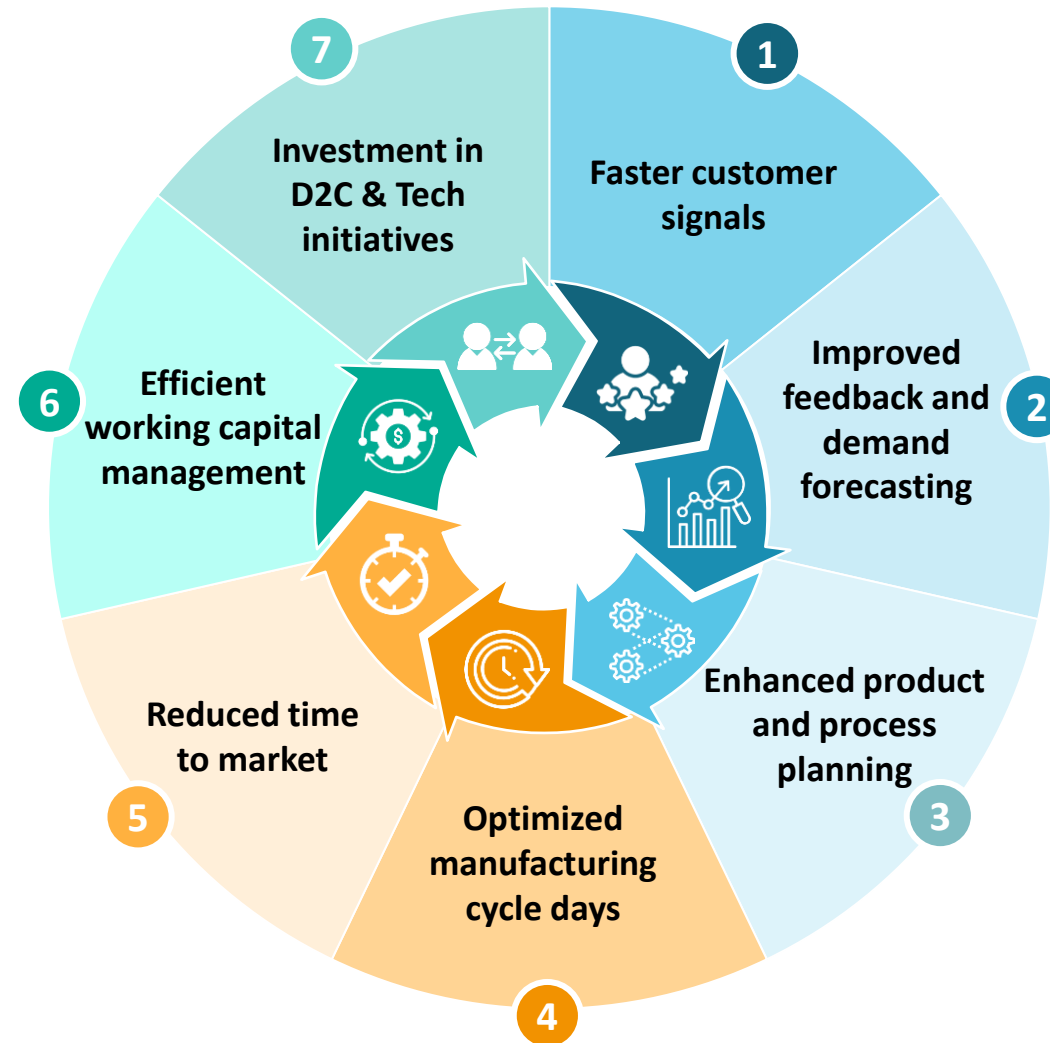 1
Faster customer
signals
2
Improved
feedback and
demand
forecasting
3
Enhanced product
and process
planning
4
Optimized
manufacturing
cycle days
5
Reduced time
to market
6
Efficient
working capital
management
$
7
Investment in
D2C & Tech
initiatives